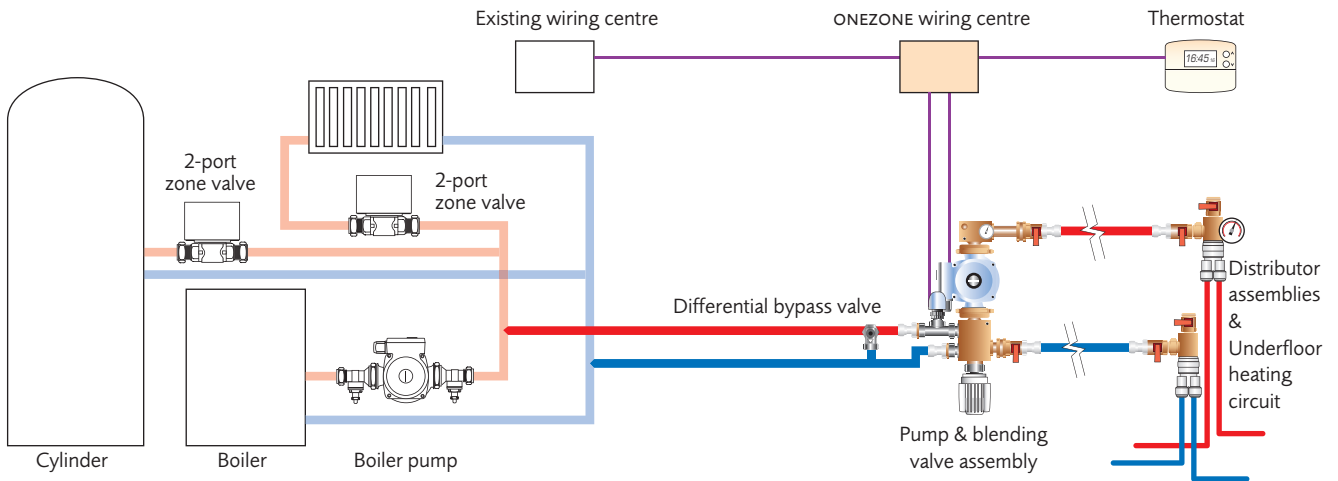 Existing wiring centre
ONEZONE wiring centre
Thermostat
16:45
2-port
zone valve
2-port
zone valve
Differential bypass valve
Distributor
assemblies
&
Underfloor
heating
circuit
Pump & blending
valve assembly
Cylinder
Boiler
Boiler pump